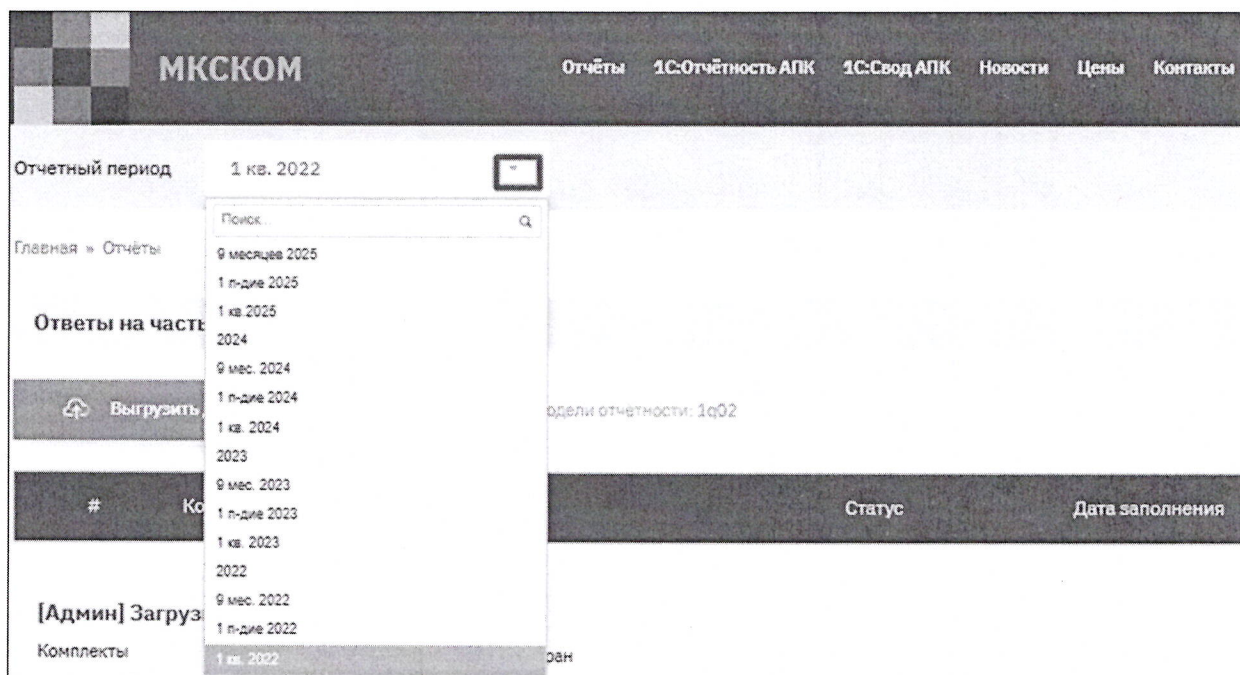 МКСКОМ
Отчёты 1С:Отчётность АПК 1С:Свод АПК Новости Цены Контакты
Отчетный период 1 кв. 2022
Поиск...
Главная » Отчёты
9 месяцев 2025
1 п-дие 2025
1 кв.2025
Ответы на часть
2024
9 мес. 2024
1 п-дие 2024
Выгрузить
одели отчетности: 1q02
1 кв. 2024
2023
9 мес. 2023
# Ко
Статус Дата заполнения
1 п-дие 2023
1 кв. 2023
2022
9 мес. 2022
[Админ] Загруз
1 п-дие 2022
Комплекты
1 кв. 2022
ран